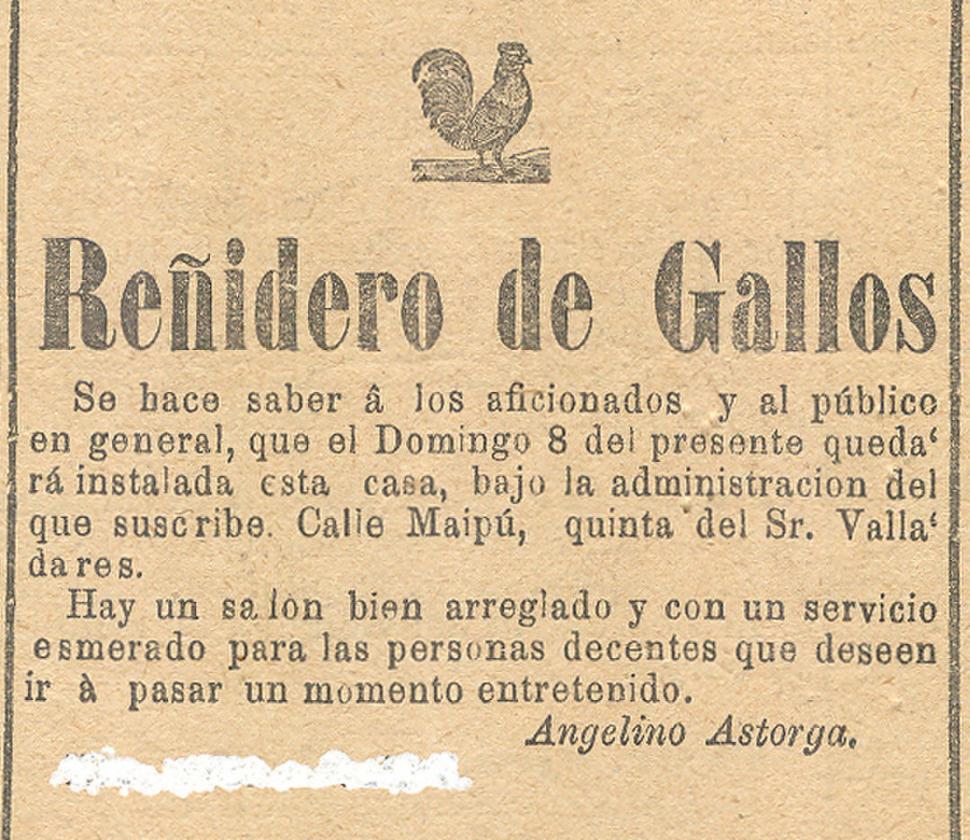 Reñidero de Gallos
Se hace saber â los aficionados y al público
en general, que el Domingo 8 del presente queda‘
rá instalada esta casa, bajo la administracion del
que suscribe. Calle Maipú, quinta del Sr. Valla‘
dares.
Hay un salon bien arreglado y con un servicio
esmerado para las personas decentes que deseen
ir à pasar un momento entretenido.
Angelino Astorga.